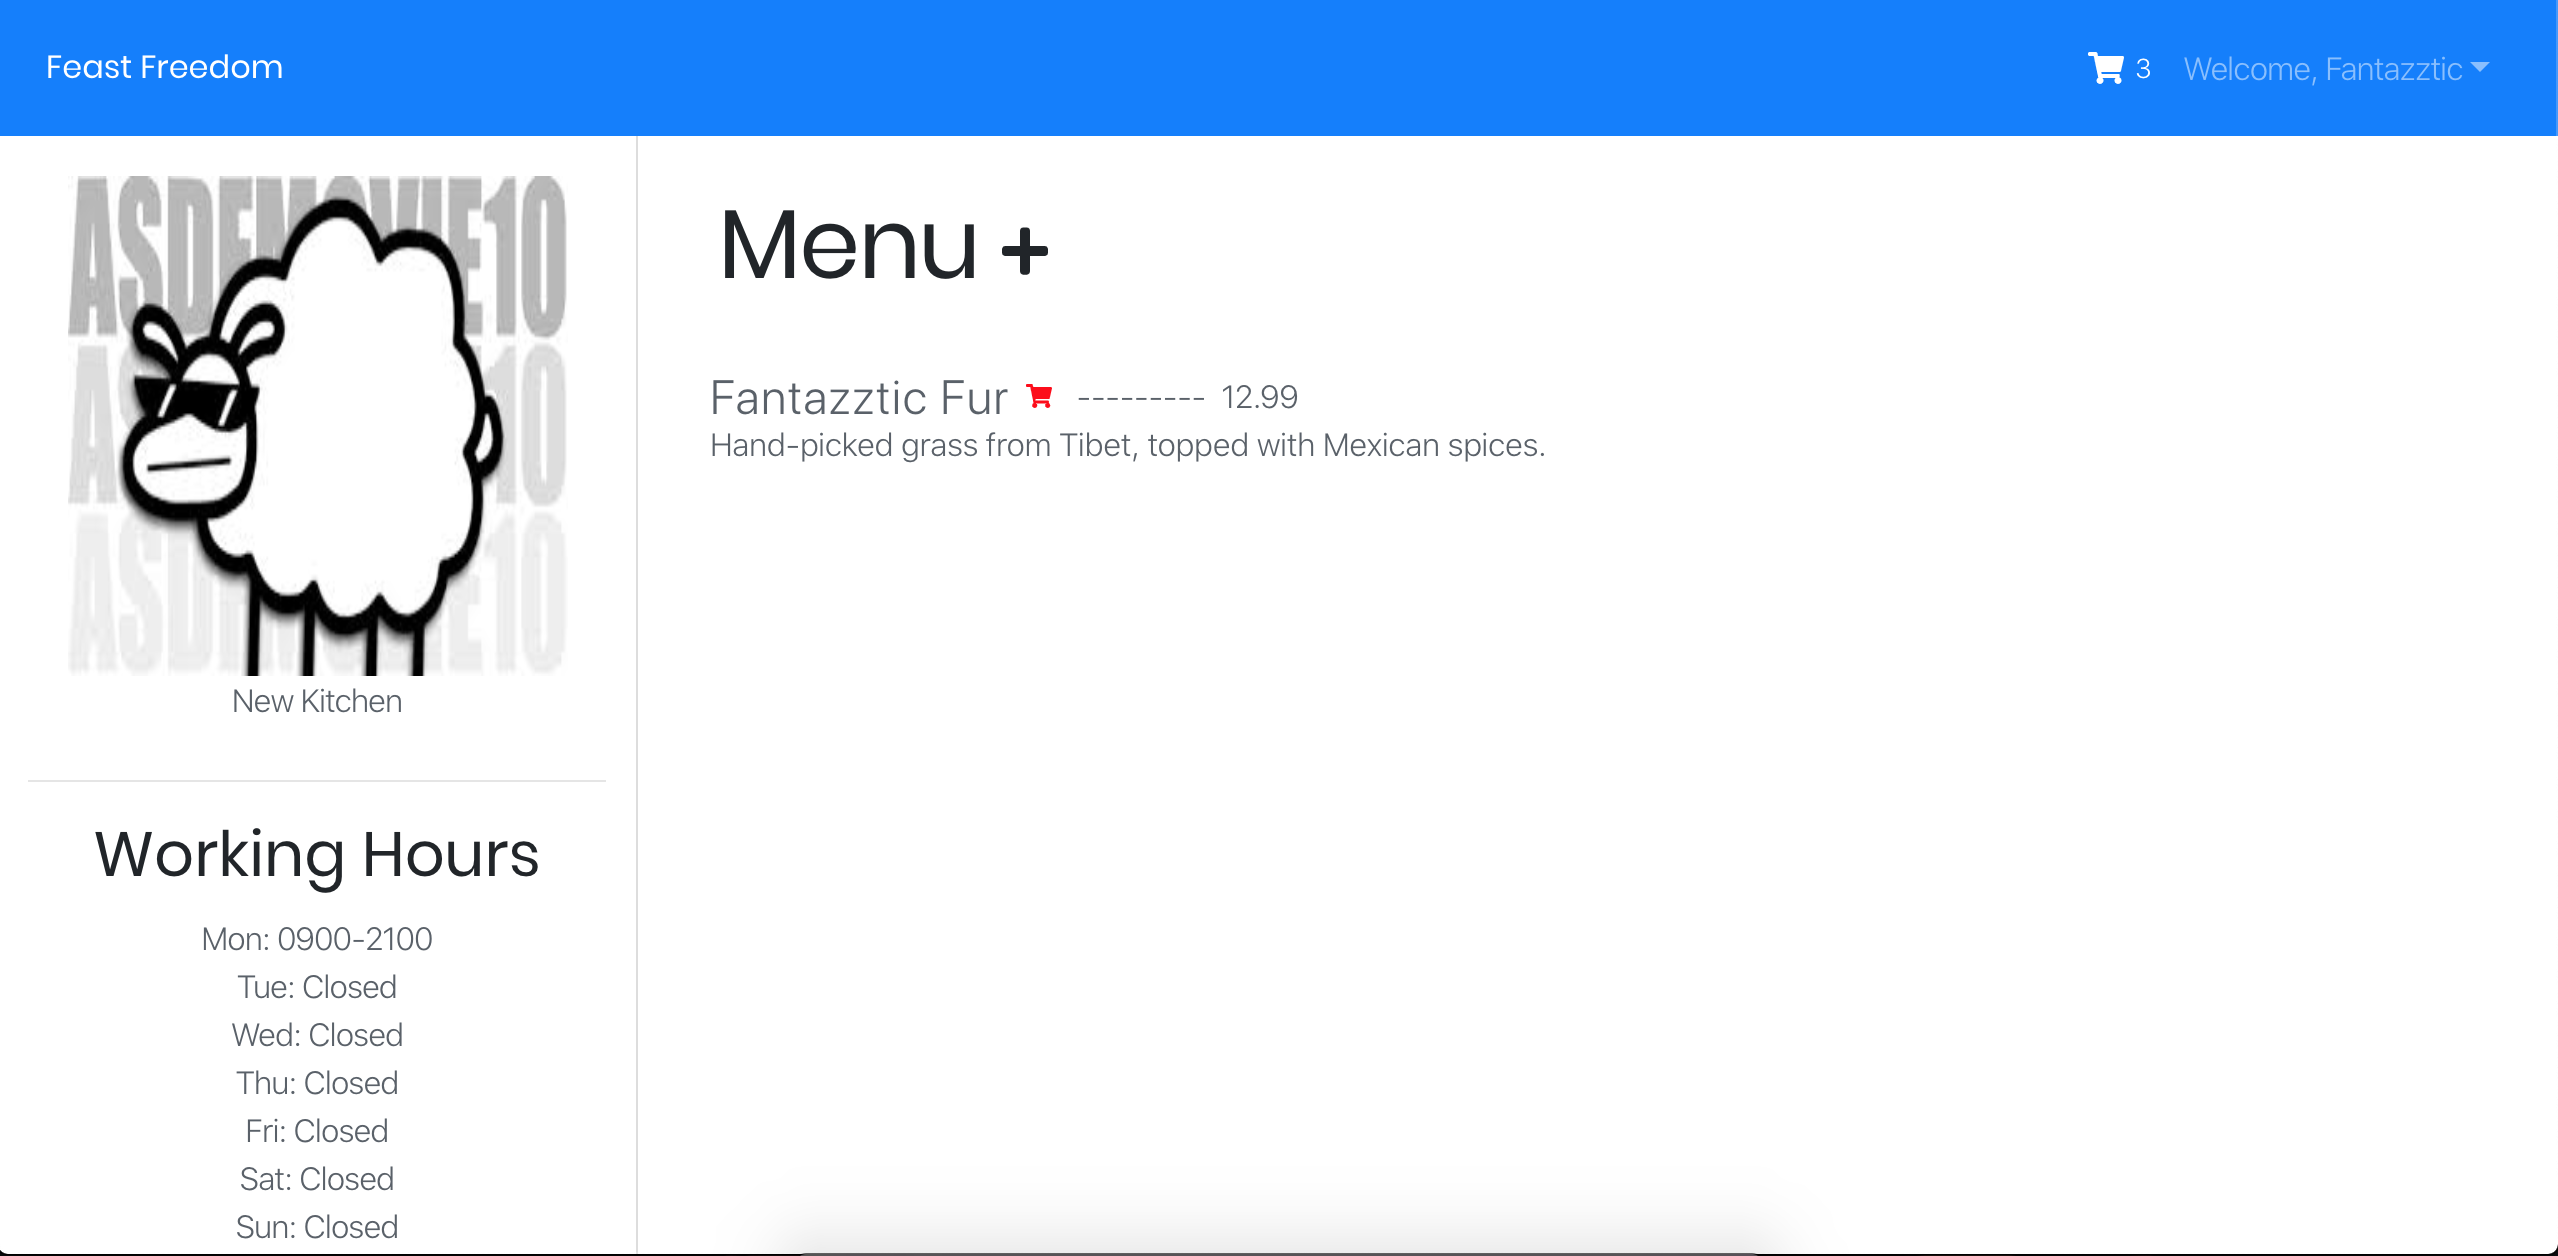 Feast Freedom
3 Welcome, Fantazztic
ASDFMOVIE10
New Kitchen
Working Hours
Mon: 0900-2100
Tue: Closed
Wed: Closed
Thu: Closed
Fri: Closed
Sat: Closed
Sun: Closed
Menu +
Fantazztic Fur --------- 12.99
Hand-picked grass from Tibet, topped with Mexican spices.